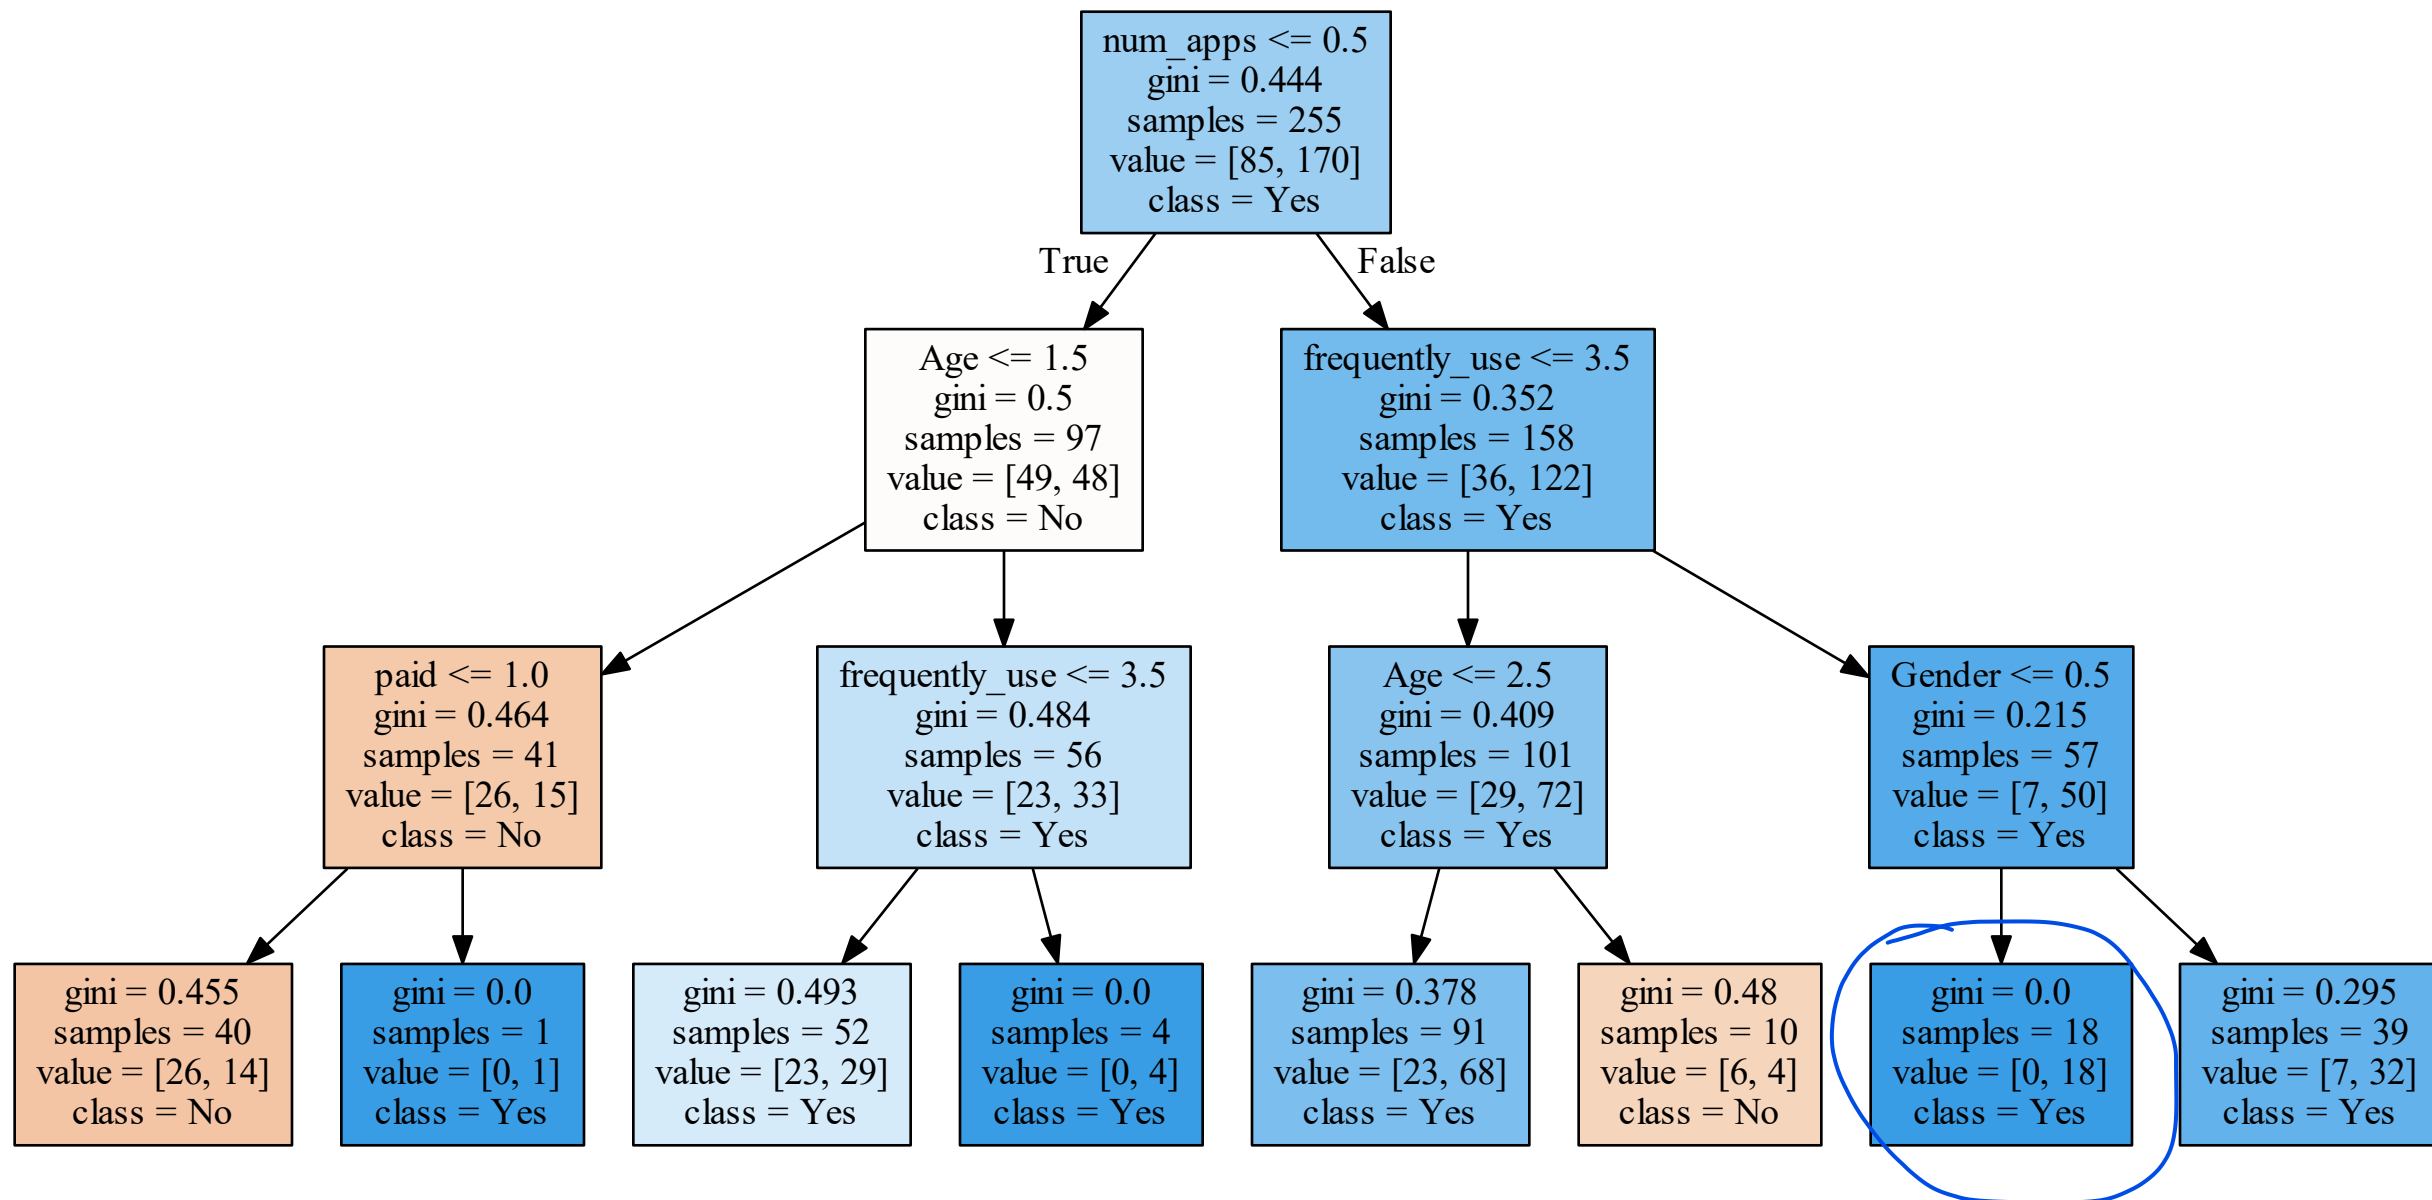 num_apps <= 0.5
gini = 0.444
samples = 255
value = [85, 170]
class = Yes
True
False
Age <= 1.5
gini = 0.5
samples = 97
value = [49, 48]
class = No
frequently_use <= 3.5
gini = 0.352
samples = 158
value = [36, 122]
class = Yes
paid <= 1.0
gini = 0.464
samples = 41
value = [26, 15]
class = No
frequently_use <= 3.5
gini = 0.484
samples = 56
value = [23, 33]
class = Yes
Age <= 2.5
gini = 0.409
samples = 101
value = [29, 72]
class = Yes
Gender <= 0.5
gini = 0.215
samples = 57
value = [7, 50]
class = Yes
gini = 0.455
samples = 40
value = [26, 14]
class = No
gini = 0.0
samples = 1
value = [0, 1]
class = Yes
gini = 0.493
samples = 52
value = [23, 29]
class = Yes
gini = 0.0
samples = 4
value = [0, 4]
class = Yes
gini = 0.378
samples = 91
value = [23, 68]
class = Yes
gini = 0.48
samples = 10
value = [6, 4]
class = No
gini = 0.0
samples = 18
value = [0, 18]
class = Yes
gini = 0.295
samples = 39
value = [7, 32]
class = Yes